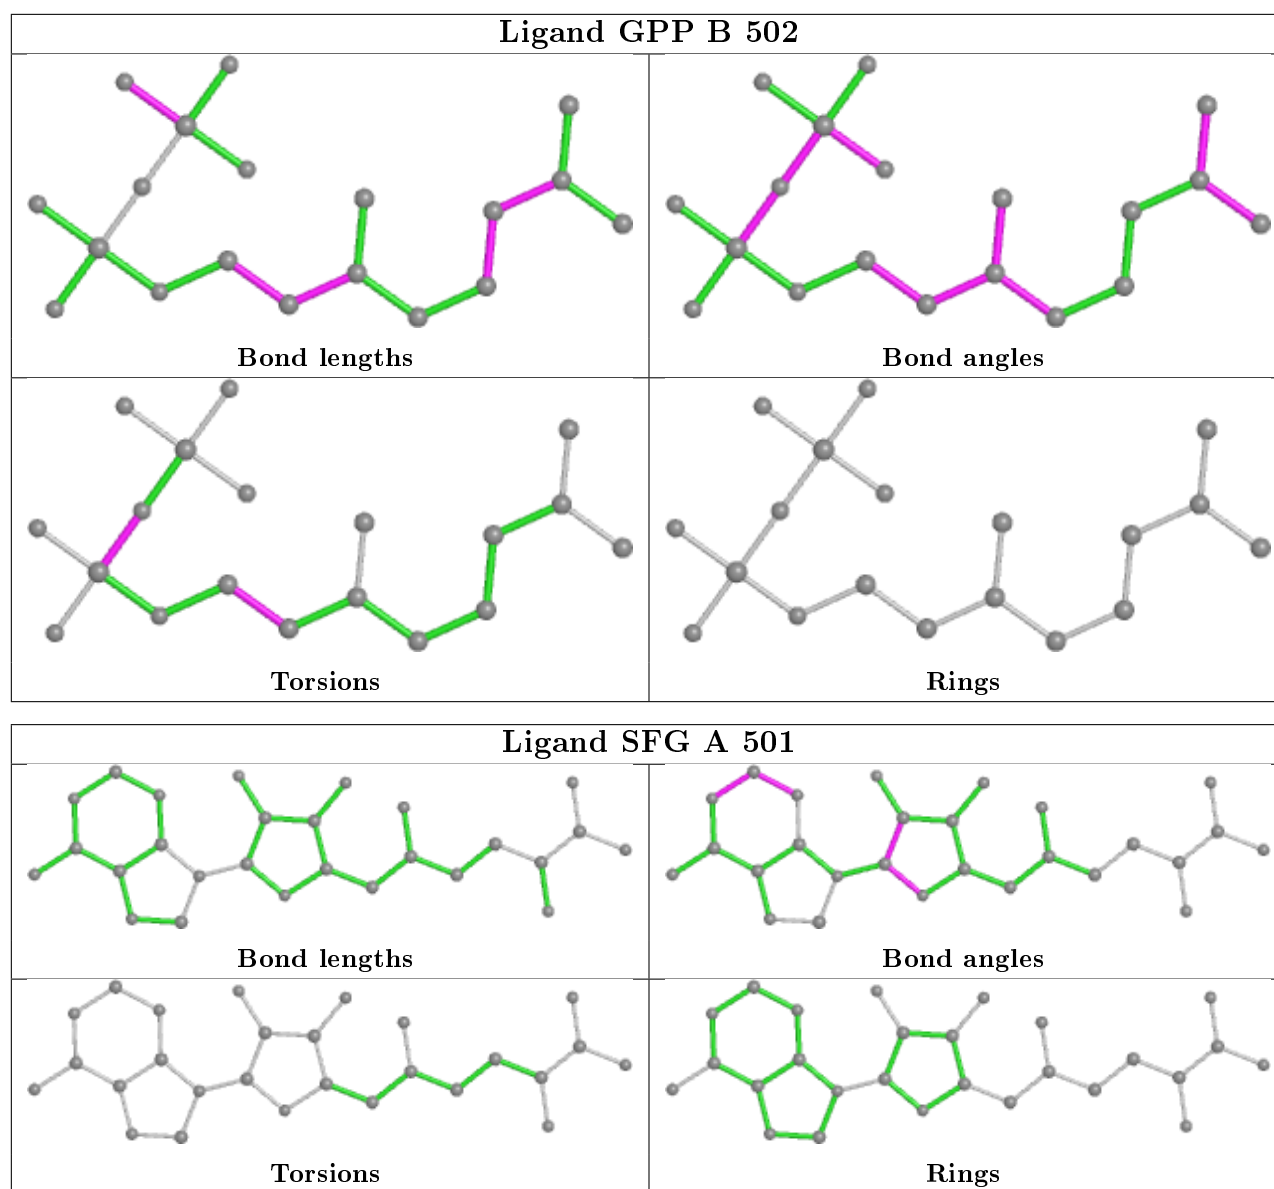 Ligand GPP B 502
Bond lengths
Bond angles
Torsions
Rings
Ligand SFG A 501
Bond lengths
Bond angles
Torsions
Rings